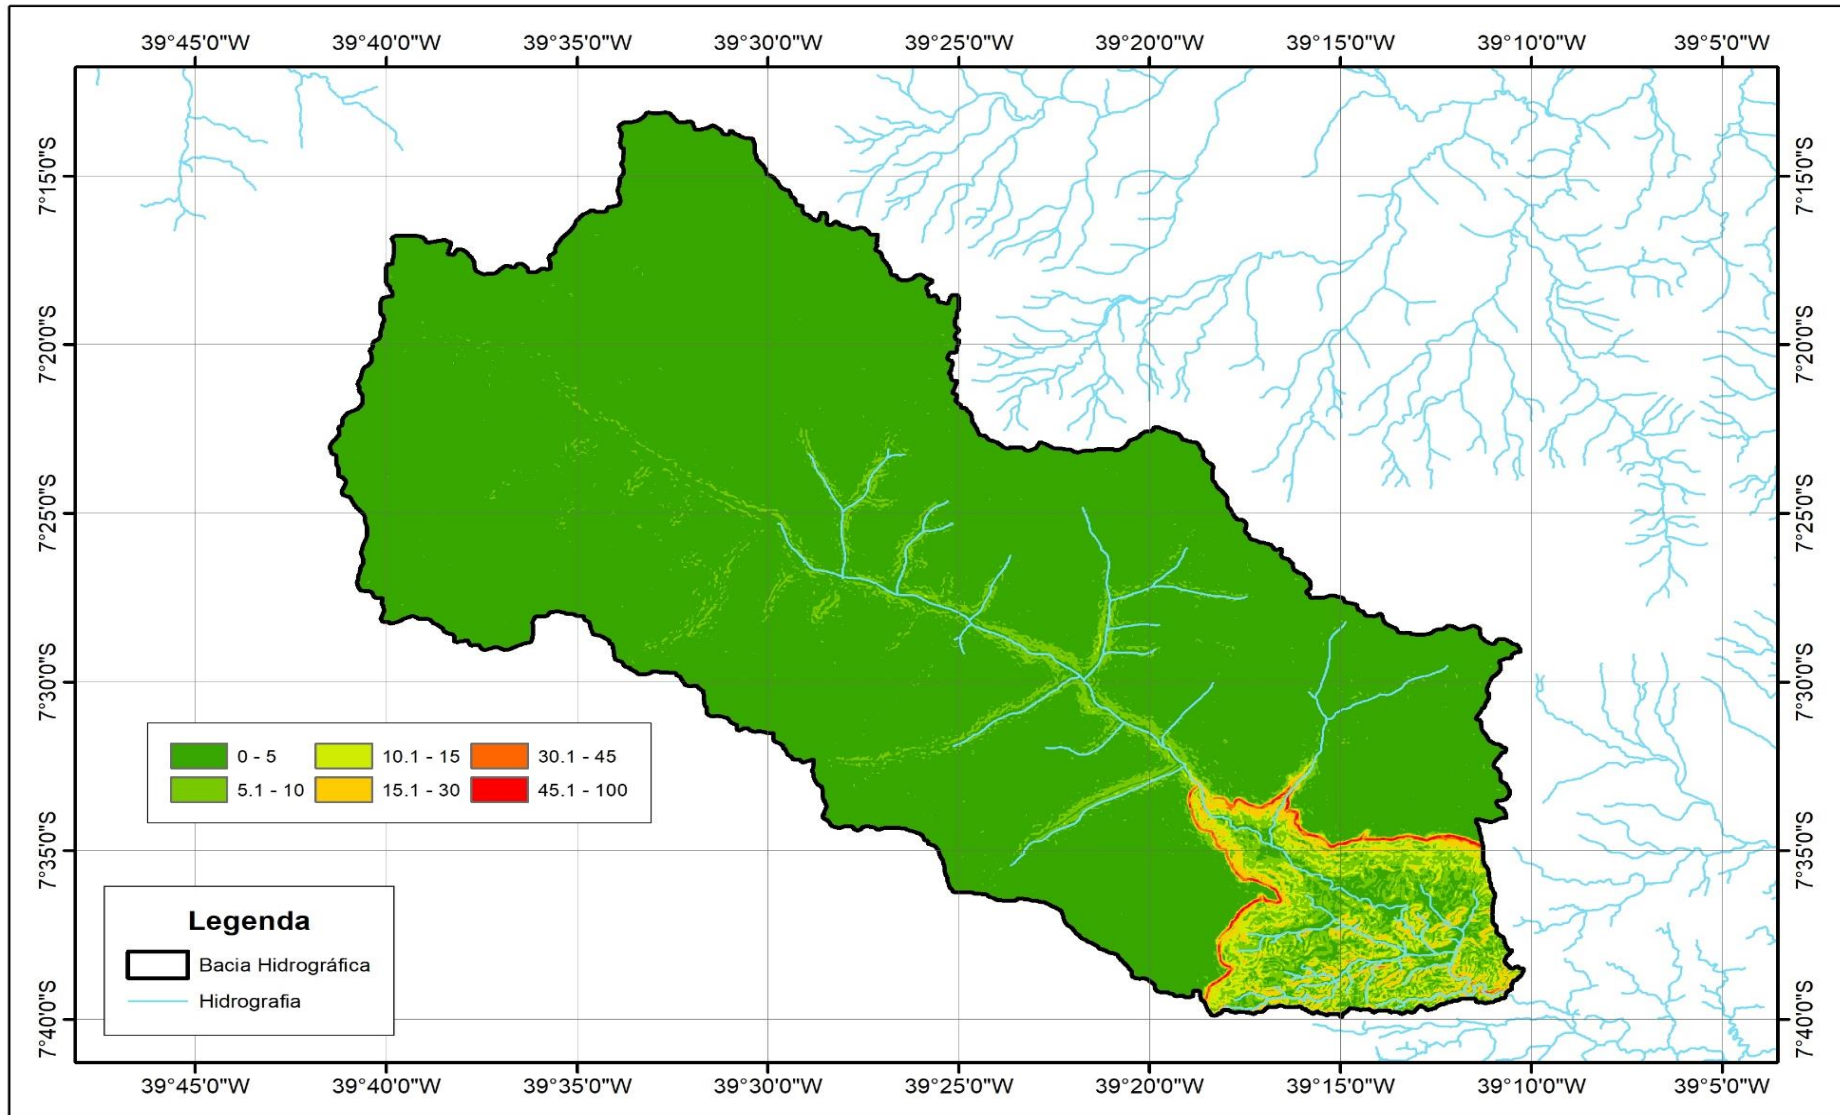 39°45'0"W 39°40'0"W 39°35'0"W 39°30'0"W 39°25'0"W 39°20'0"W 39°15'0"W 39°10'0"W 39°5'0"W
7°15'0"S 7°15'0"S
7°20'0"S 7°20'0"S
7°25'0"S 7°25'0"S
7°30'0"S 7°30'0"S
0 - 5 10.1 - 15 30.1 - 45
5.1 - 10 15.1 - 30 45.1 - 100
7°35'0"S 7°35'0"S
Legenda
Bacia Hidrográfica
Hidrografia
7°40'0"S 7°40'0"S
39°45'0"W 39°40'0"W 39°35'0"W 39°30'0"W 39°25'0"W 39°20'0"W 39°15'0"W 39°10'0"W 39°5'0"W